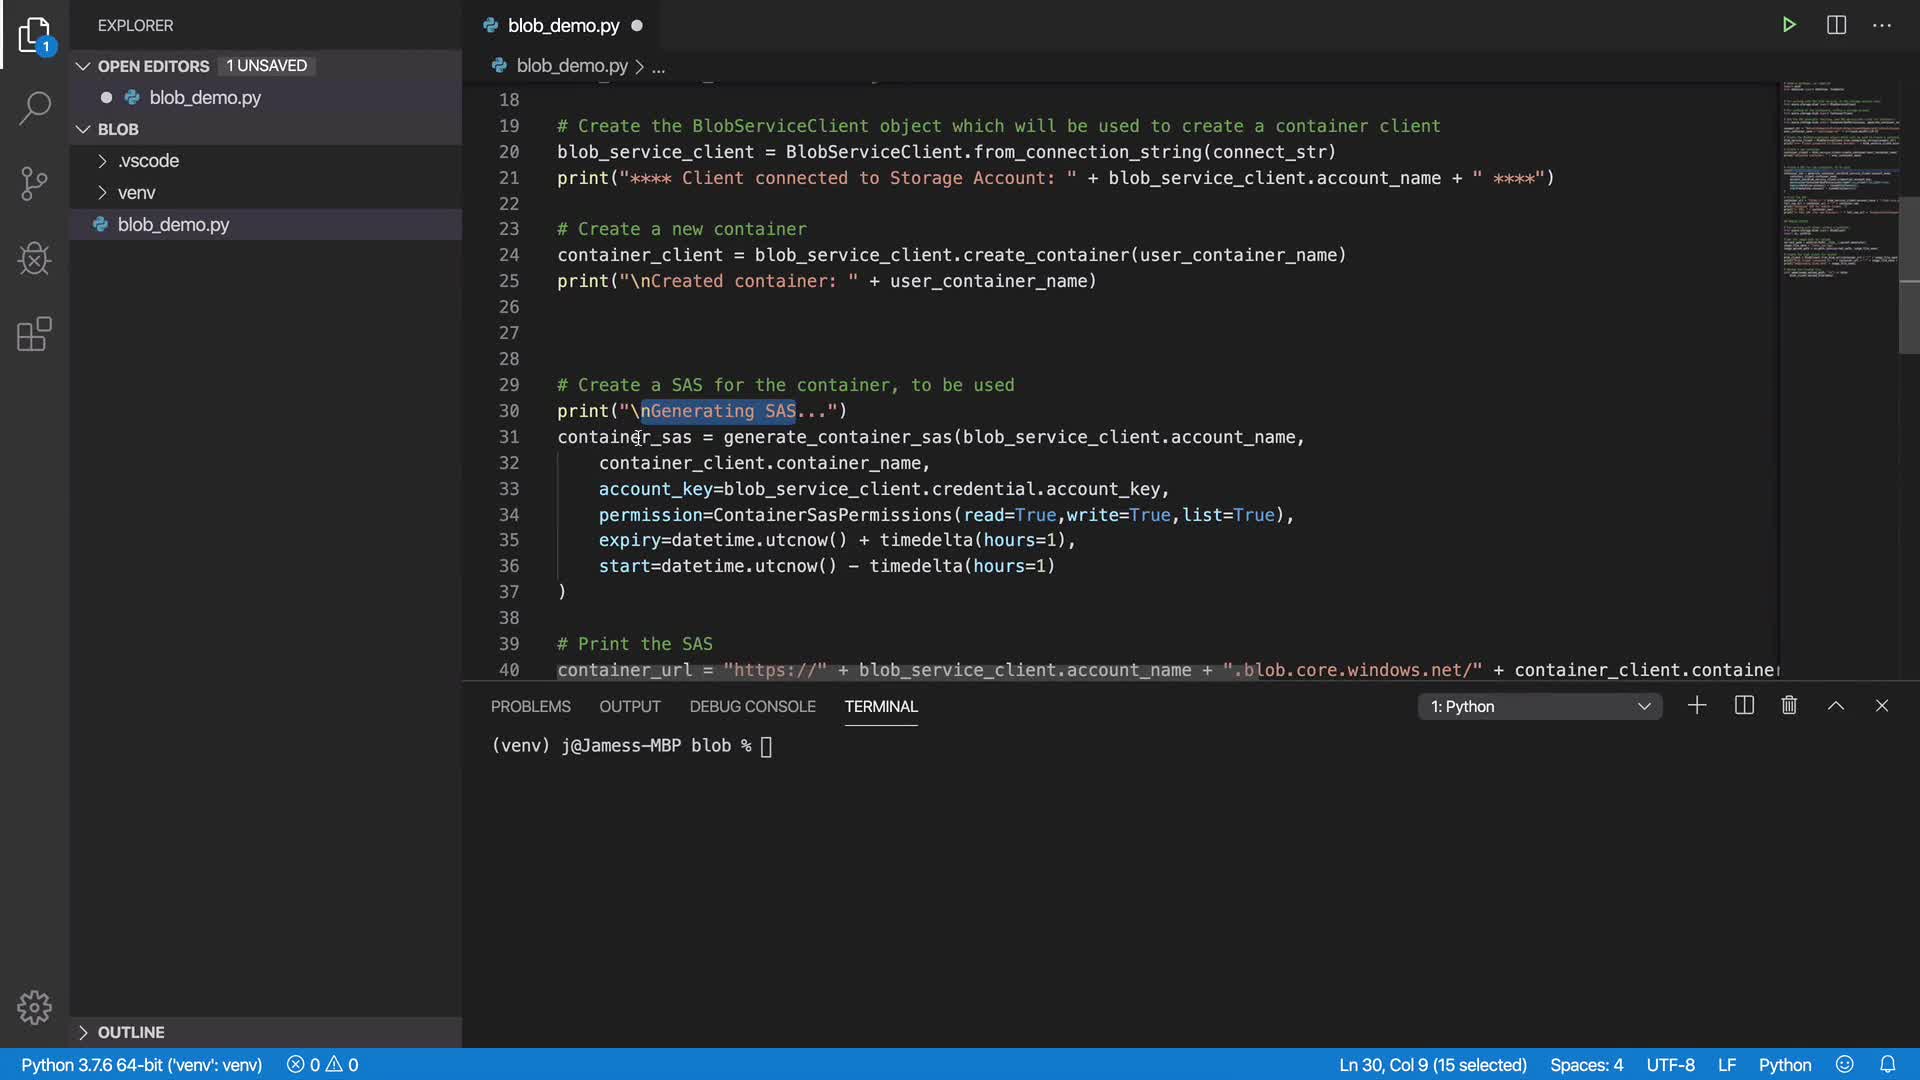 EXPLORER
OPEN EDITORS 1 UNSAVED
blob_demo.py
BLOB
.vscode
venv
blob_demo.py
OUTLINE
blob_demo.py
blob_demo.py > ...
18
19 # Create the BlobServiceClient object which will be used to create a container client
20 blob_service_client = BlobServiceClient.from_connection_string(connect_str)
21 print("**** Client connected to Storage Account: " + blob_service_client.account_name + " ****")
22
23 # Create a new container
24 container_client = blob_service_client.create_container(user_container_name)
25 print("\nCreated container: " + user_container_name)
26
27
28
29 # Create a SAS for the container, to be used
30 print("\nGenerating SAS...")
31 container_sas = generate_container_sas(blob_service_client.account_name,
32 container_client.container_name,
33 account_key=blob_service_client.credential.account_key,
34 permission=ContainerSasPermissions(read=True,write=True,list=True),
35 expiry=datetime.utcnow() + timedelta(hours=1),
36 start=datetime.utcnow() - timedelta(hours=1)
37 )
38
39 # Print the SAS
40 container_url = "https://" + blob_service_client.account_name + ".blob.core.windows.net/" + container_client.container
PROBLEMS OUTPUT DEBUG CONSOLE TERMINAL 1: Python
(venv) j@Jamess-MBP blob %
1
Python 3.7.6 64-bit ('venv': venv) 0 0 Ln 30, Col 9 (15 selected) Spaces: 4 UTF-8 LF Python